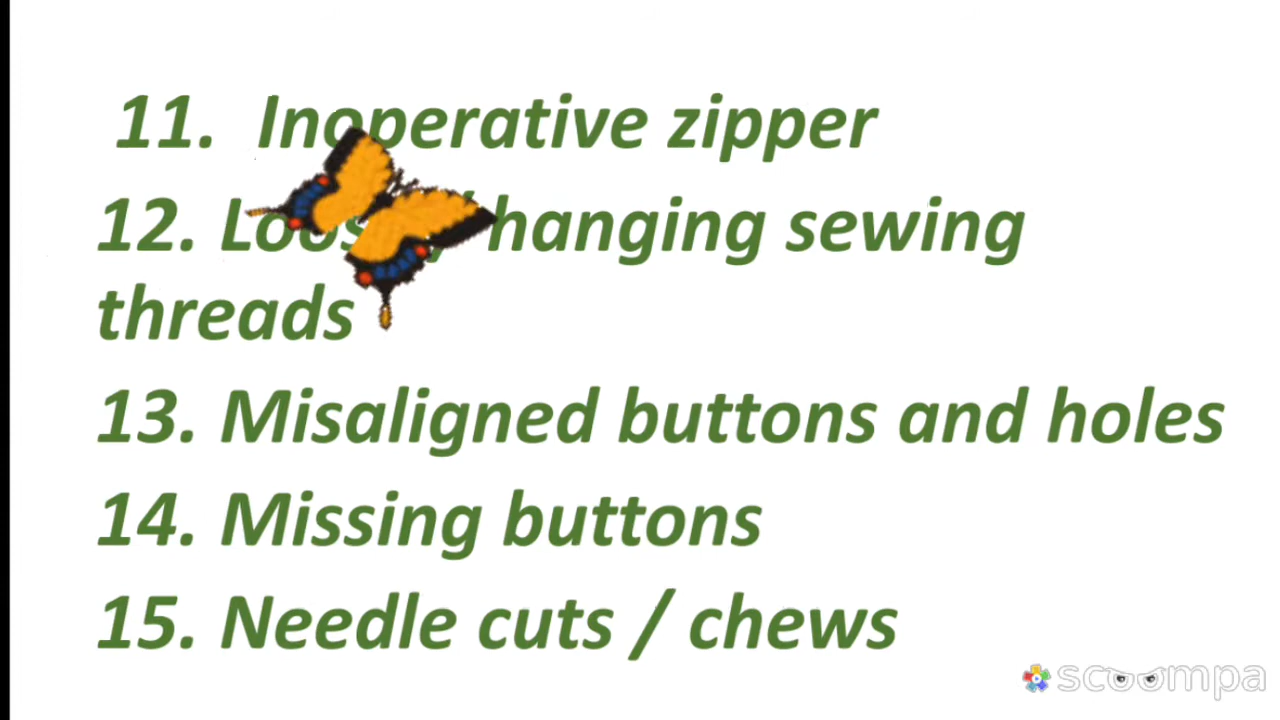 11. Inoperative zipper
12. Loose / hanging sewing
threads
13. Misaligned buttons and holes
14. Missing buttons
15. Needle cuts / chews
scoompa